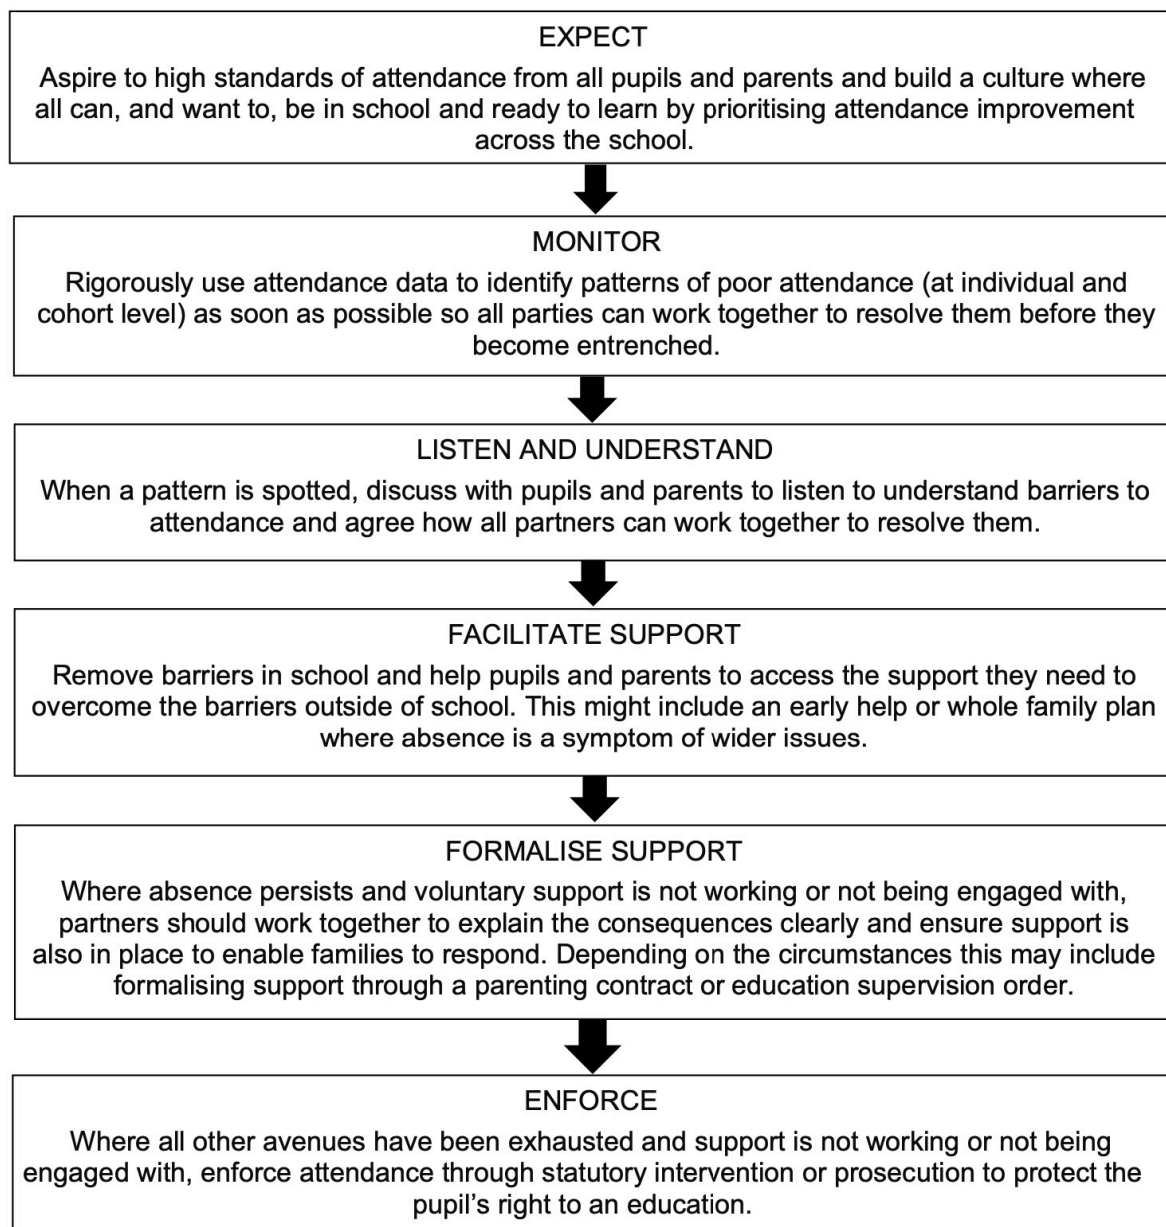 EXPECT
Aspire to high standards of attendance from all pupils and parents and build a culture where
all can, and want to, be in school and ready to learn by prioritising attendance improvement
across the school.
MONITOR
Rigorously use attendance data to identify patterns of poor attendance (at individual and
cohort level) as soon as possible so all parties can work together to resolve them before they
become entrenched.
LISTEN AND UNDERSTAND
When a pattern is spotted, discuss with pupils and parents to listen to understand barriers to
attendance and agree how all partners can work together to resolve them.
FACILITATE SUPPORT
Remove barriers in school and help pupils and parents to access the support they need to
overcome the barriers outside of school. This might include an early help or whole family plan
where absence is a symptom of wider issues.
FORMALISE SUPPORT
Where absence persists and voluntary support is not working or not being engaged with,
partners should work together to explain the consequences clearly and ensure support is
also in place to enable families to respond. Depending on the circumstances this may include
formalising support through a parenting contract or education supervision order.
ENFORCE
Where all other avenues have been exhausted and support is not working or not being
engaged with, enforce attendance through statutory intervention or prosecution to protect the
pupil's right to an education.